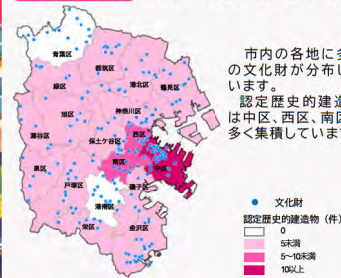 青葉区
都筑区
緑区
港北区
鶴見区
旭区
神奈川区
瀬谷区
保土ケ谷区
西区
中区
南区
泉区
戸塚区
磯子区
港南区
栄区
金沢区
市内の各地に多
の文化財が分布し
います。
認定歴史的建造
は中区、西区、南区
多く集積しています
文化財
認定歴史的建造物（件）
0
5未満
5～10未満
10以上